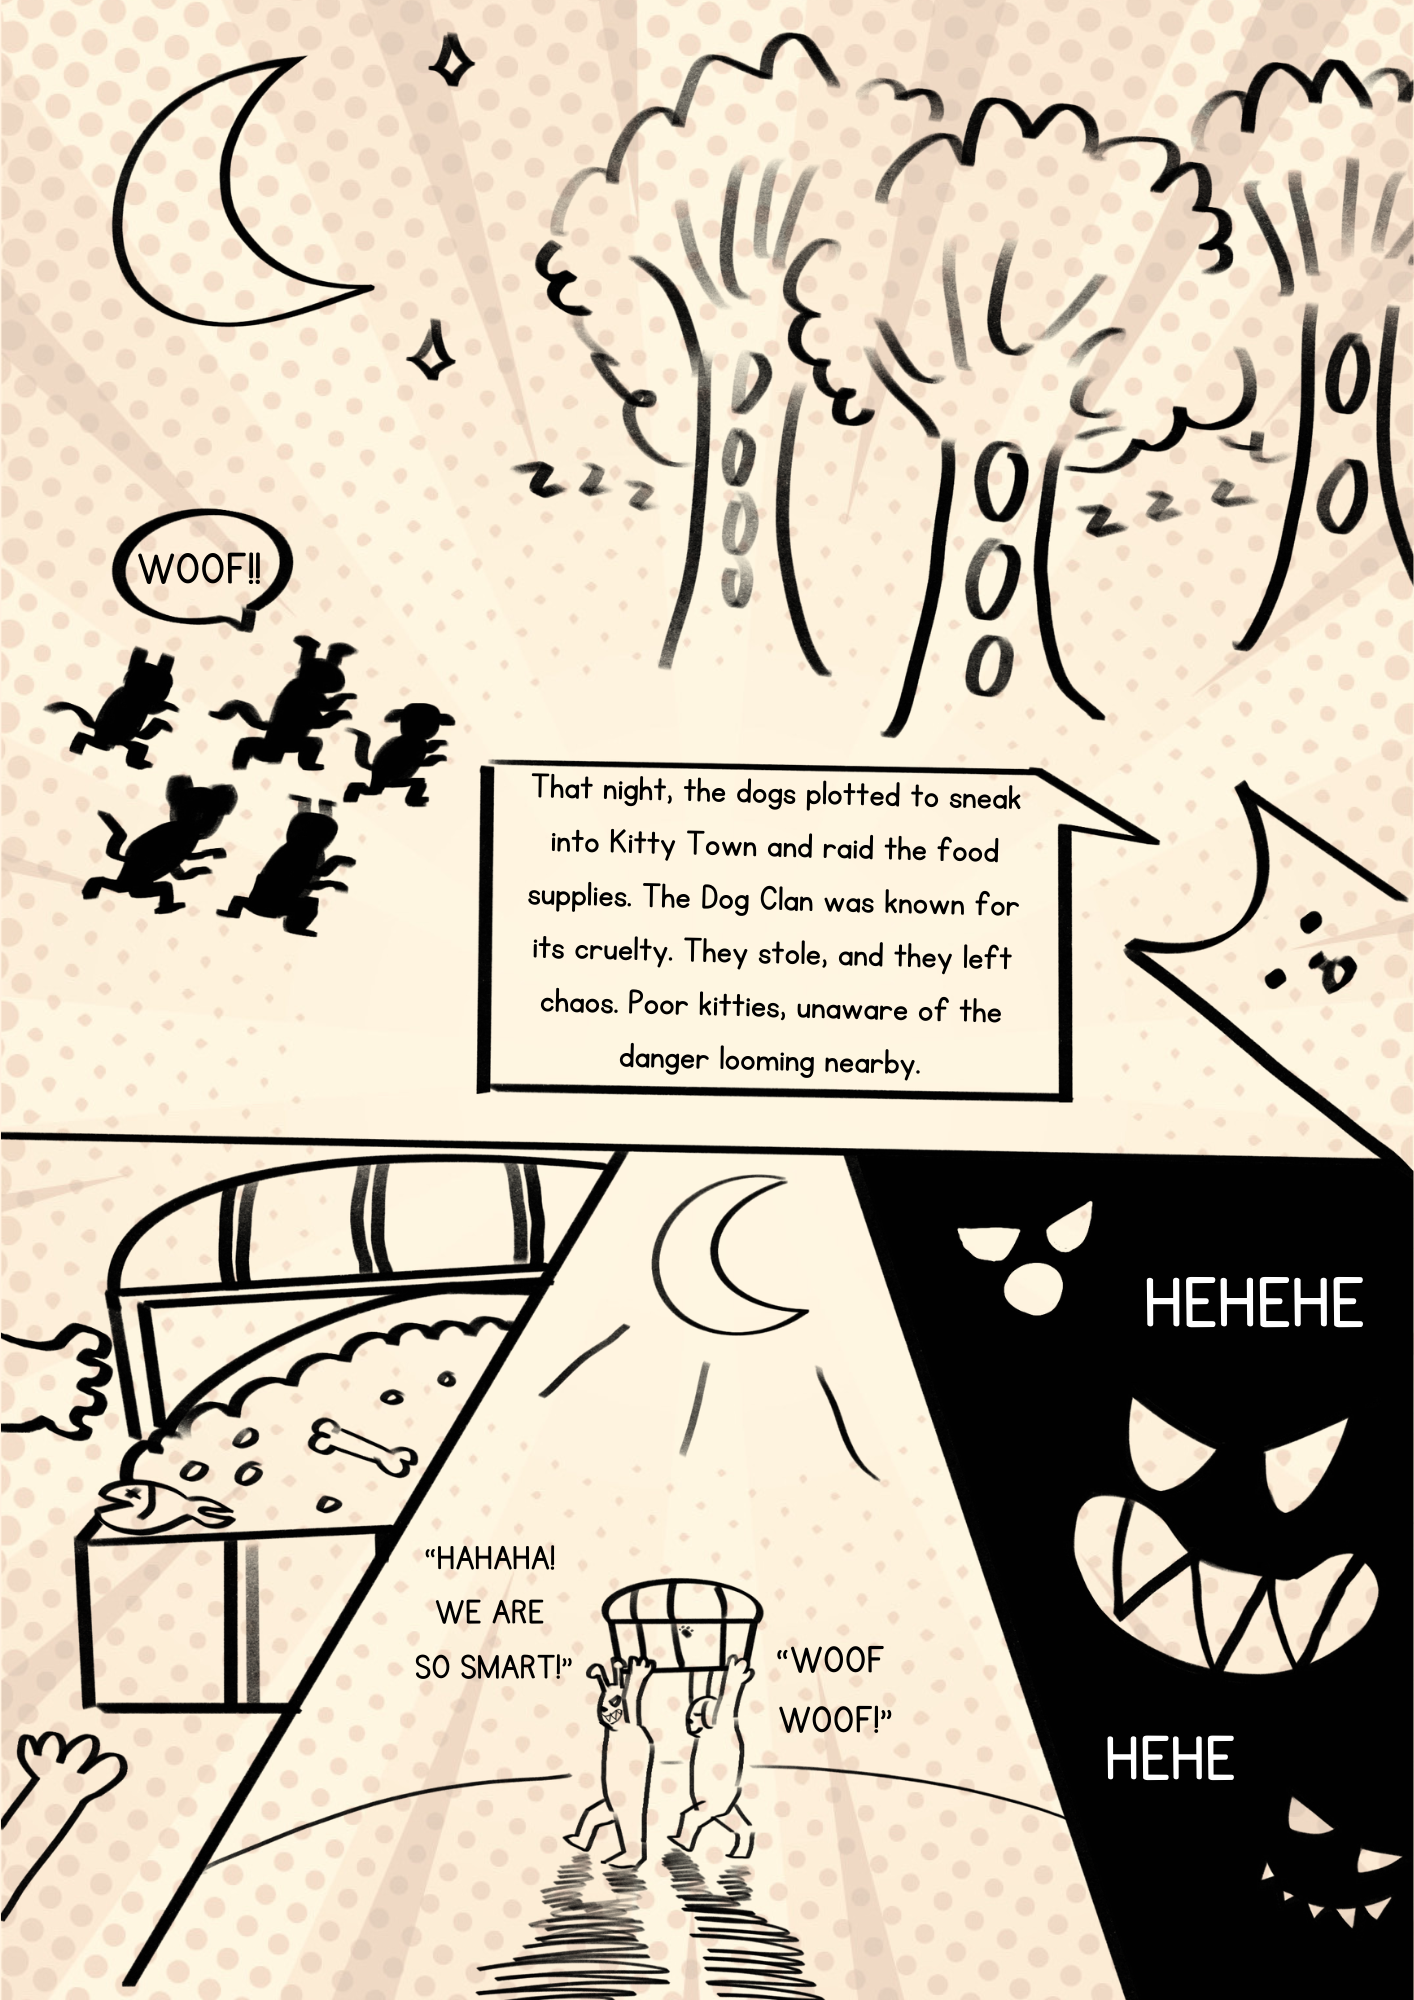 z z z
z z z
WOOF!!
That night, the dogs plotted to sneak
into Kitty Town and raid the food
supplies. The Dog Clan was known for
its cruelty. They stole, and they left
chaos. Poor kitties, unaware of the
danger looming nearby.
HEHEHE
“HAHAHA!
WE ARE
SO SMART!”
“WOOF
WOOF!”
HEHE